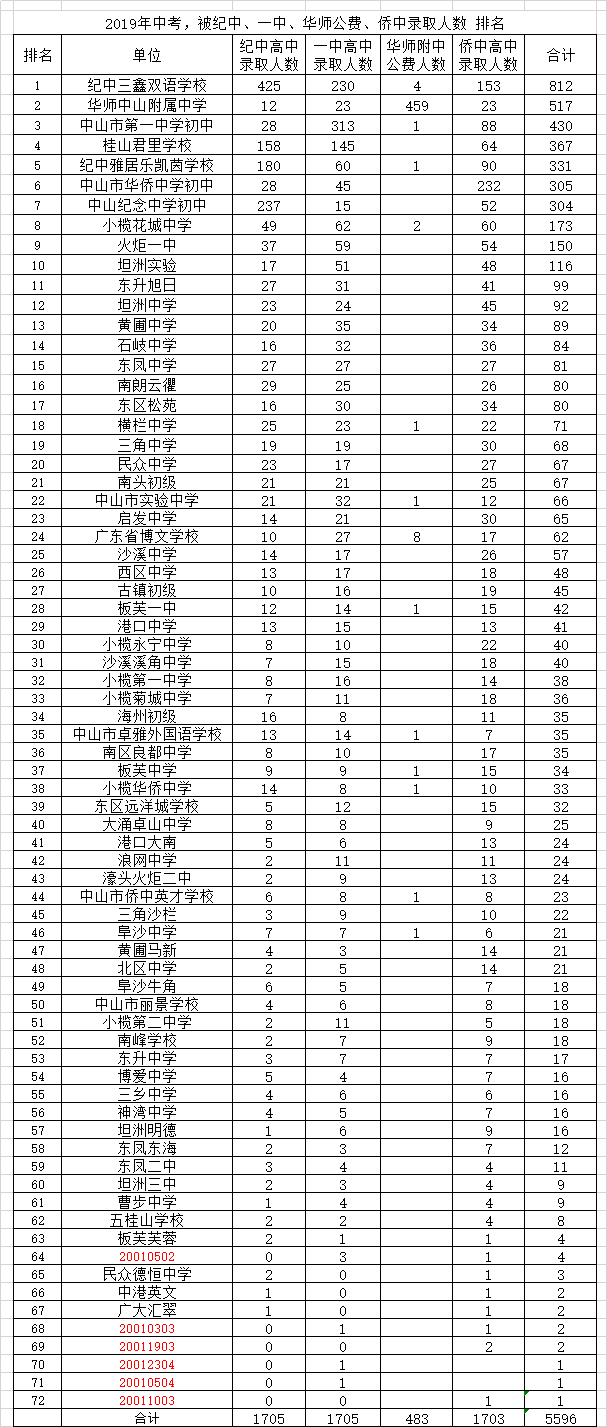 2019年中考，被纪中、一中、华师公费、侨中录取人数 排名
排名 单位 纪中高中录取人数 一中高中录取人数 华师附中公费人数 侨中高中录取人数 合计
1 纪中三鑫双语学校 425 230 4 153 812
2 华师中山附属中学 12 23 459 23 517
3 中山市第一中学初中 28 313 1 88 430
4 桂山君里学校 158 145 64 367
5 纪中雅居乐凯茵学校 180 60 1 90 331
6 中山市华侨中学初中 28 45 232 305
7 中山纪念中学初中 237 15 52 304
8 小榄花城中学 49 62 2 60 173
9 火炬一中 37 59 54 150
10 坦洲实验 17 51 48 116
11 东升旭日 27 31 41 99
12 坦洲中学 23 24 45 92
13 黄圃中学 20 35 34 89
14 石岐中学 16 32 36 84
15 东凤中学 27 27 27 81
16 南朗云衢 29 25 26 80
17 东区松苑 16 30 34 80
18 横栏中学 25 23 1 22 71
19 三角中学 19 19 30 68
20 民众中学 23 17 27 67
21 南头初级 21 21 25 67
22 中山市实验中学 21 32 1 12 66
23 启发中学 14 21 30 65
24 广东省博文学校 10 27 8 17 62
25 沙溪中学 14 17 26 57
26 西区中学 13 17 18 48
27 古镇初级 10 16 19 45
28 板芙一中 12 14 1 15 42
29 港口中学 13 15 13 41
30 小榄永宁中学 8 10 22 40
31 沙溪溪角中学 7 15 18 40
32 小榄第一中学 8 16 14 38
33 小榄菊城中学 7 11 18 36
34 海州初级 16 8 11 35
35 中山市卓雅外国语学校 13 14 1 7 35
36 南区良都中学 8 10 17 35
37 板芙中学 9 9 1 15 34
38 小榄华侨中学 14 8 1 10 33
39 东区远洋城学校 5 12 15 32
40 大涌卓山中学 8 8 9 25
41 港口大南 5 6 13 24
42 浪网中学 2 11 11 24
43 濠头火炬二中 2 9 13 24
44 中山市侨中英才学校 6 8 1 8 23
45 三角沙栏 3 9 10 22
46 阜沙中学 7 7 1 6 21
47 黄圃马新 4 3 14 21
48 北区中学 2 5 14 21
49 阜沙牛角 6 5 7 18
50 中山市丽景学校 4 6 8 18
51 小榄第二中学 2 11 5 18
52 南峰学校 2 7 9 18
53 东升中学 3 7 7 17
54 博爱中学 5 4 7 16
55 三乡中学 4 6 6 16
56 神湾中学 4 5 7 16
57 坦洲明德 1 6 9 16
58 东凤东海 2 3 7 12
59 东凤二中 3 4 4 11
60 坦洲三中 2 3 4 9
61 曹步中学 1 4 4 9
62 五桂山学校 2 2 4 8
63 板芙芙蓉 2 1 1 4
64 20010502 0 3 1 4
65 民众德恒中学 2 0 1 3
66 中港英文 1 0 1 2
67 广大汇翠 1 0 1 2
68 20010303 0 1 1 2
69 20011903 0 0 2 2
70 20012304 0 1 1
71 20010504 0 1 1
72 20011003 0 0 1 1
合计 1705 1705 483 1703 5596